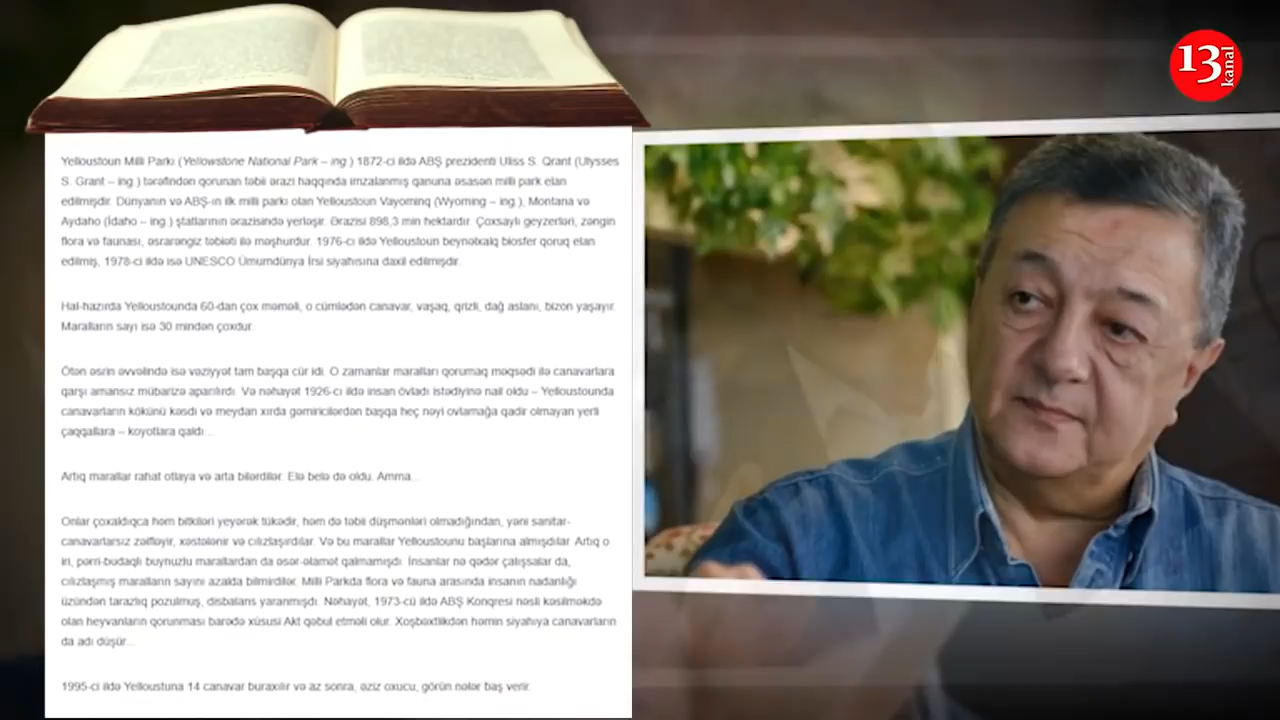 13 kanal
Yelloustoun Milli Parkı (Yellowstone National Park – ing.) 1872-ci ildə ABŞ prezidenti Uliss S. Qrant (Ulysses
S. Grant – ing.) tərəfindən qorunan təbii ərazi haqqında imzalanmış qanuna əsasən milli park elan
edilmişdir. Dünyanın və ABŞ-ın ilk milli parkı olan Yelloustoun Vayominq (Wyoming – ing.), Montana və
Aydaho (İdaho – ing.) ştatlarının ərazisində yerləşir. Ərazisi 898,3 min hektardır. Çoxsaylı geyzerləri, zəngin
flora və faunası, əsrarəngiz təbiəti ilə məşhurdur. 1976-cı ildə Yelloustoun beynəlxalq biosfer qoruq elan
edilmiş, 1978-ci ildə isə UNESCO Ümumdünya İrsi siyahısına daxil edilmişdir.
Hal-hazırda Yelloustounda 60-dan çox məməli, o cümlədən canavar, vaşaq, qrizli, dağ aslanı, bizon yaşayır.
Maralların sayı isə 30 mindən çoxdur.
Ötən əsrin əvvəlində isə vəziyyət tam başqa cür idi. O zamanlar maralları qorumaq məqsədi ilə canavarlara
qarşı amansız mübarizə aparılırdı. Və nəhayət 1926-cı ildə insan övladı istədiyinə nail oldu – Yelloustounda
canavarların kökünü kəsdi və meydan xırda gəmiricilərdən başqa heç nəyi ovlamağa qadir olmayan yerli
çaqqallara – koyotlara qaldı...
Artıq marallar rahat otlaya və arta bilərdilər. Elə belə də oldu. Amma...
Onlar çoxaldıqca həm bitkiləri yeyərək tükədir, həm də təbii düşmənləri olmadığından, yəni sanitar-
canavarlarsız zəifləyir, xəstələnir və cılızlaşırdılar. Və bu marallar Yelloustounu başlarına almışdılar. Artıq o
iri, pərri-budaqlı buynuzlu marallardan da əsər-əlamət qalmamışdı. İnsanlar nə qədər çalışsalar da,
cılızlaşmış maralların sayını azalda bilmirdilər. Milli Parkda flora və fauna arasında insanın nadanlığı
üzündən tarazlıq pozulmuş, disbalans yaranmışdı. Nəhayət, 1973-cü ildə ABŞ Konqresi nəsli kəsilməkdə
olan heyvanların qorunması barədə xüsusi Akt qəbul etməli olur. Xoşbəxtlikdən həmin siyahıya canavarların
da adı düşür...
1995-ci ildə Yelloustuna 14 canavar buraxılır və az sonra, əziz oxucu, görün nələr baş verir.